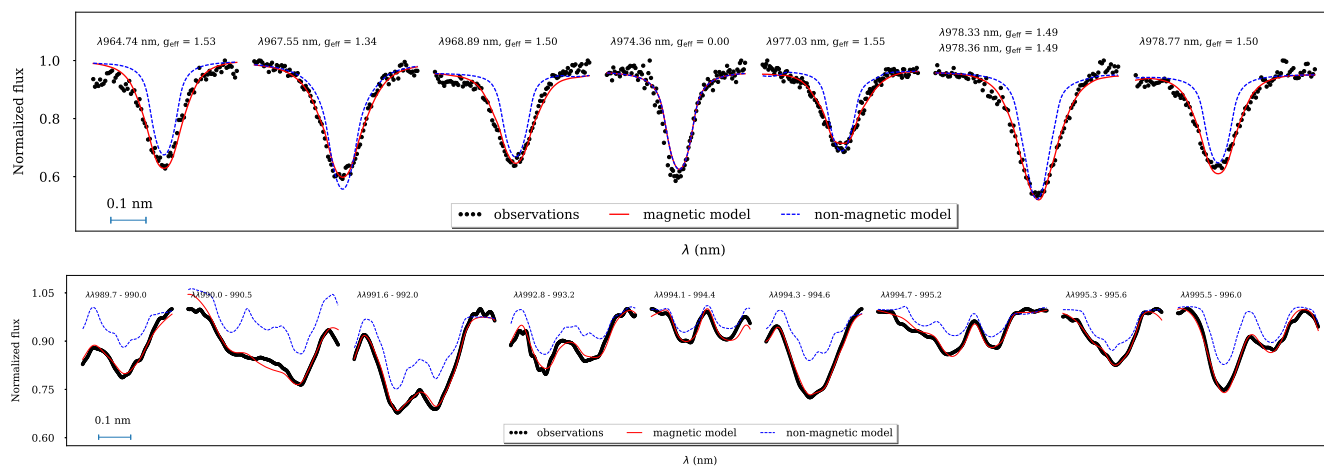 λ978.33 nm, g_eff = 1.49
λ964.74 nm, g_eff = 1.53 λ967.55 nm, g_eff = 1.34 λ968.89 nm, g_eff = 1.50 λ974.36 nm, g_eff = 0.00 λ977.03 nm, g_eff = 1.55 λ978.36 nm, g_eff = 1.49 λ978.77 nm, g_eff = 1.50
1.0
0.8
0.6
Normalized flux
0.1 nm
observations magnetic model non-magnetic model
λ (nm)
λλ989.7 - 990.0 λλ990.0 - 990.5 λλ991.6 - 992.0 λλ992.8 - 993.2 λλ994.1 - 994.4 λλ994.3 - 994.6 λλ994.7 - 995.2 λλ995.3 - 995.6 λλ995.5 - 996.0
1.05
0.90
0.75
0.60
Normalized flux
0.1 nm
observations magnetic model non-magnetic model
λ (nm)